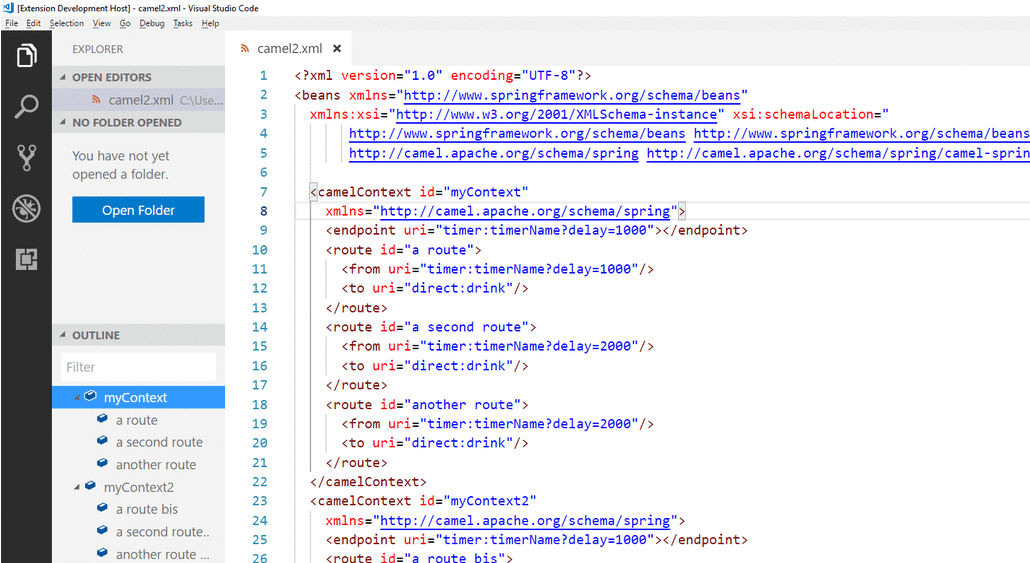 [Extension Development Host] - camel2.xml - Visual Studio Code
File Edit Selection View Go Debug Tasks Help
EXPLORER
OPEN EDITORS
camel2.xml C:\Use...
NO FOLDER OPENED
You have not yet
opened a folder.
Open Folder
OUTLINE
Filter
myContext
a route
a second route
another route
myContext2
a route bis
a second route..
another route ...
camel2.xml
1 <?xml version="1.0" encoding="UTF-8"?>
2 <beans xmlns="http://www.springframework.org/schema/beans"
3 xmlns:xsi="http://www.w3.org/2001/XMLSchema-instance" xsi:schemaLocation="
4 http://www.springframework.org/schema/beans http://www.springframework.org/schema/beans
5 http://camel.apache.org/schema/spring http://camel.apache.org/schema/spring/camel-sprin
6
7 <camelContext id="myContext"
8 xmlns="http://camel.apache.org/schema/spring">
9 <endpoint uri="timer:timerName?delay=1000"></endpoint>
10 <route id="a route">
11 <from uri="timer:timerName?delay=1000"/>
12 <to uri="direct:drink"/>
13 </route>
14 <route id="a second route">
15 <from uri="timer:timerName?delay=2000"/>
16 <to uri="direct:drink"/>
17 </route>
18 <route id="another route">
19 <from uri="timer:timerName?delay=2000"/>
20 <to uri="direct:drink"/>
21 </route>
22 </camelContext>
23 <camelContext id="myContext2"
24 xmlns="http://camel.apache.org/schema/spring">
25 <endpoint uri="timer:timerName?delay=1000"></endpoint>
26 <route id="a route bis">